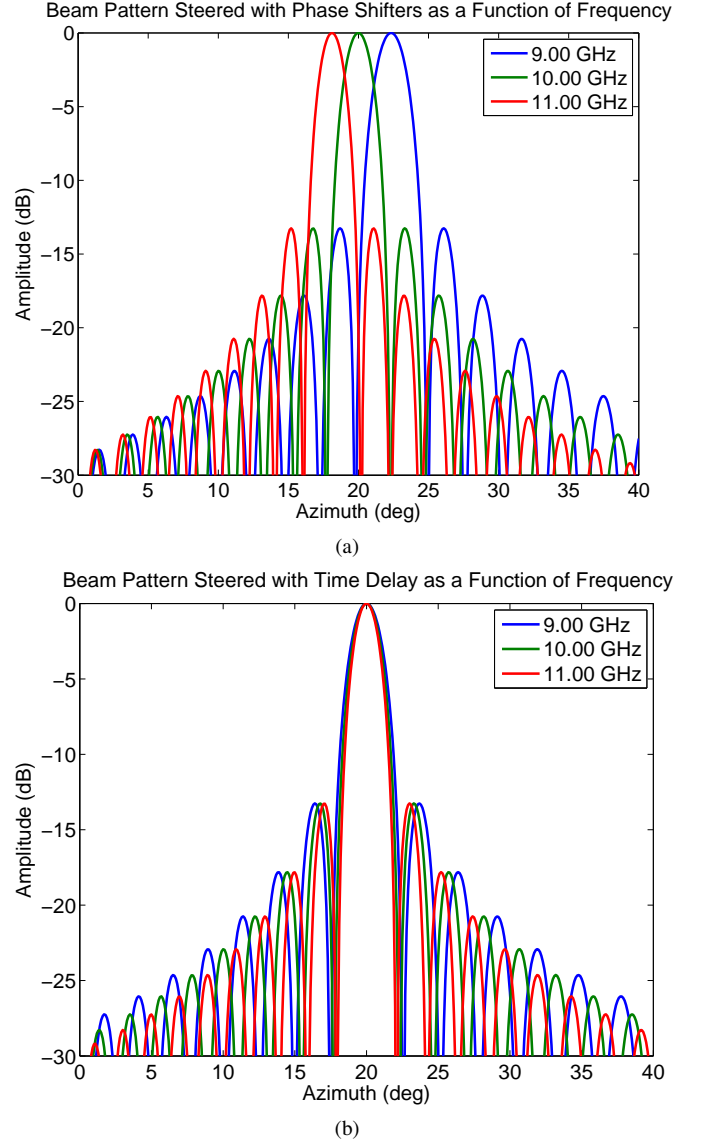 Beam Pattern Steered with Phase Shifters as a Function of Frequency
0
−5
−10
−15
−20
−25
−30
Amplitude (dB)
9.00 GHz
10.00 GHz
11.00 GHz
0 5 10 15 20 25 30 35 40
Azimuth (deg)
(a)
Beam Pattern Steered with Time Delay as a Function of Frequency
0
−5
−10
−15
−20
−25
−30
Amplitude (dB)
9.00 GHz
10.00 GHz
11.00 GHz
0 5 10 15 20 25 30 35 40
Azimuth (deg)
(b)